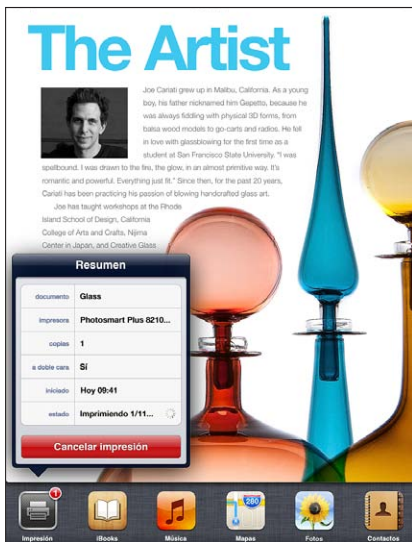 The Artist
Joe Cariati grew up in Malibu, California. As a young
boy, his father nicknamed him Gepetto, because he
was always fiddling with physical 3D forms, from
balsa wood models to go-carts and radios. He fell
in love with glassblowing for the first time as a
student at San Francisco State University. "I was
spellbound. I was drawn to the fire, the glow, in an almost primitive way. It's
romantic and powerful. Everything just fit." Since then, for the past 20 years,
Cariati has been practicing his passion of blowing handcrafted glass art.
Joe has taught workshops at the Rhode
Island School of Design, California
College of Arts and Crafts, Nijima
Center in Japan, and Creative Glass
Resumen
documento Glass
impresora Photosmart Plus 8210...
copias 1
a doble cara Sí
iniciado Hoy 09:41
estado Imprimiendo 1/11...
Cancelar impresión
1
280
Impresión iBooks Música Mapas Fotos Contactos